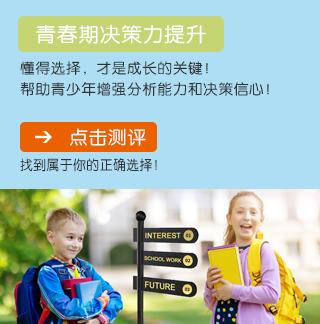 青春期决策力提升
懂得选择，才是成长的关键！
帮助青少年增强分析能力和决策信心！
→ 点击测评
找到属于你的正确选择！
INTEREST 01
SCHOOL WORK 02
FUTURE 03